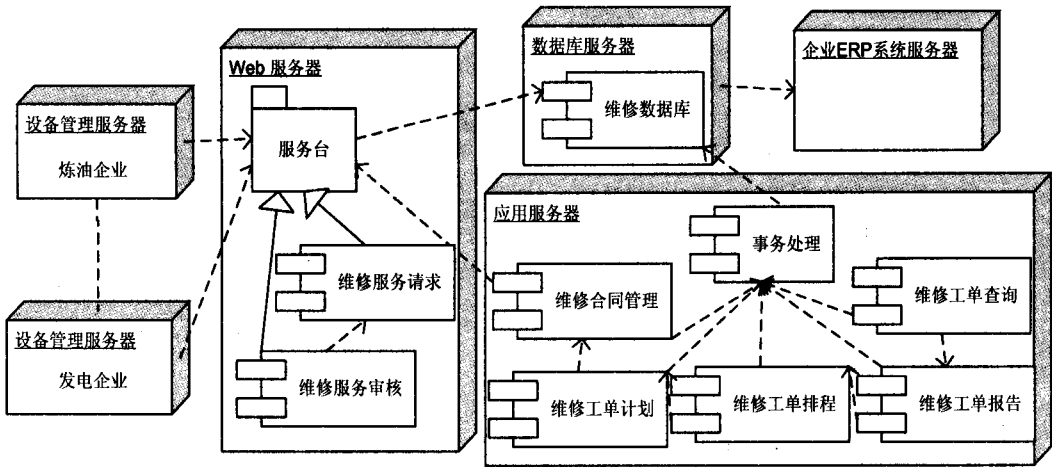 设备管理服务器
炼油企业
设备管理服务器
发电企业
Web 服务器
服务台
维修服务请求
维修服务审核
数据库服务器
维修数据库
企业ERP系统服务器
应用服务器
事务处理
维修合同管理
维修工单查询
维修工单计划
维修工单排程
维修工单报告